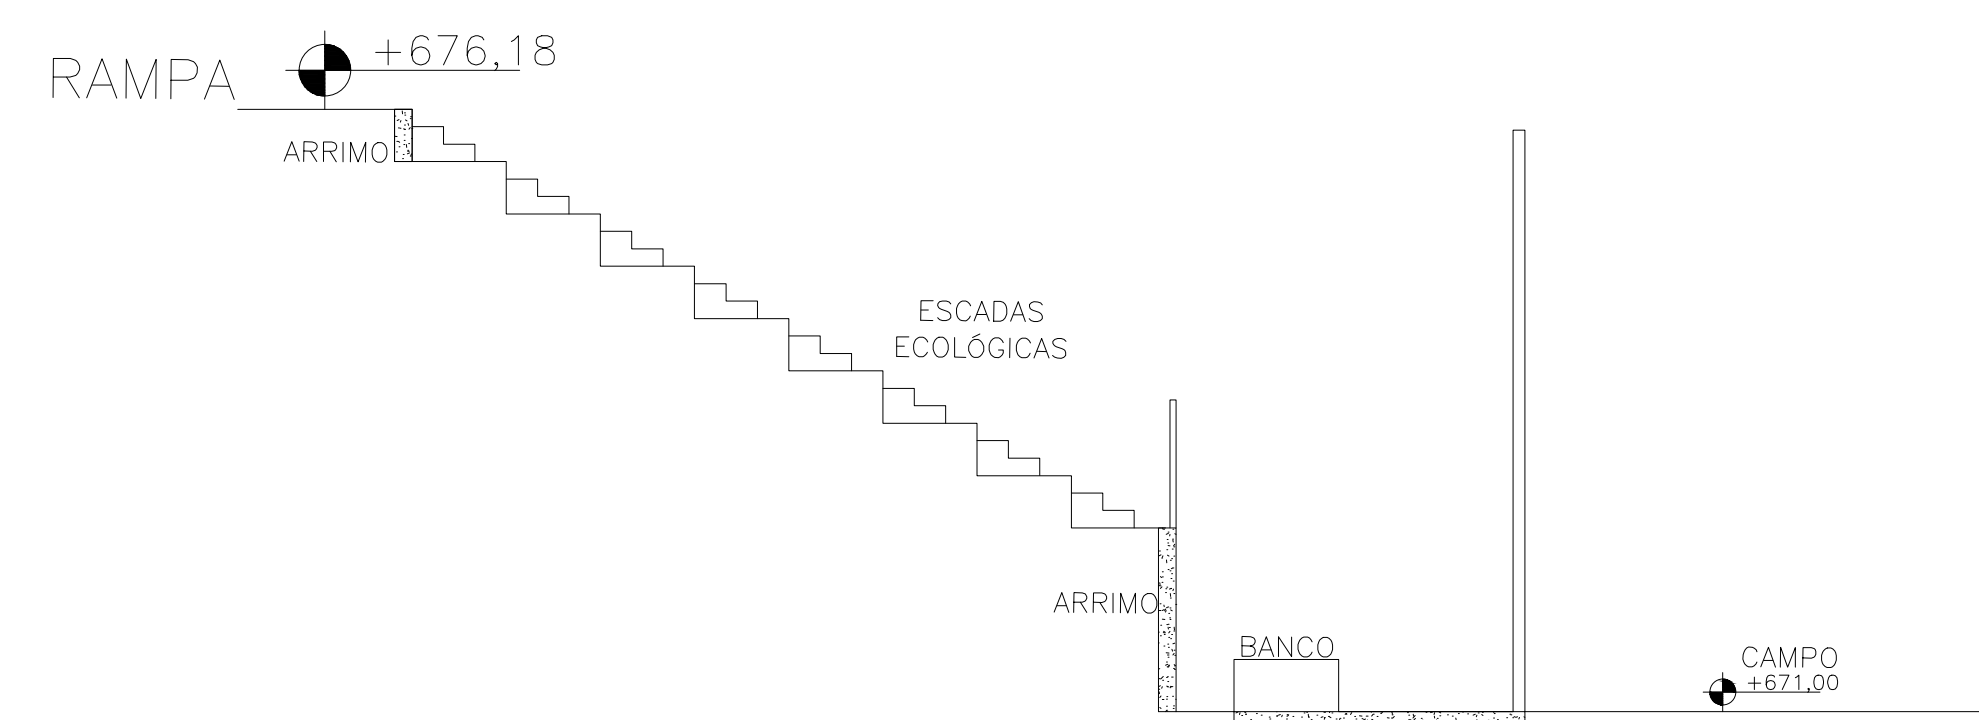 +676,18
RAMPA
ARRIMO
ESCADAS
ECOLÓGICAS
ARRIMO
BANCO
CAMPO
+671,00